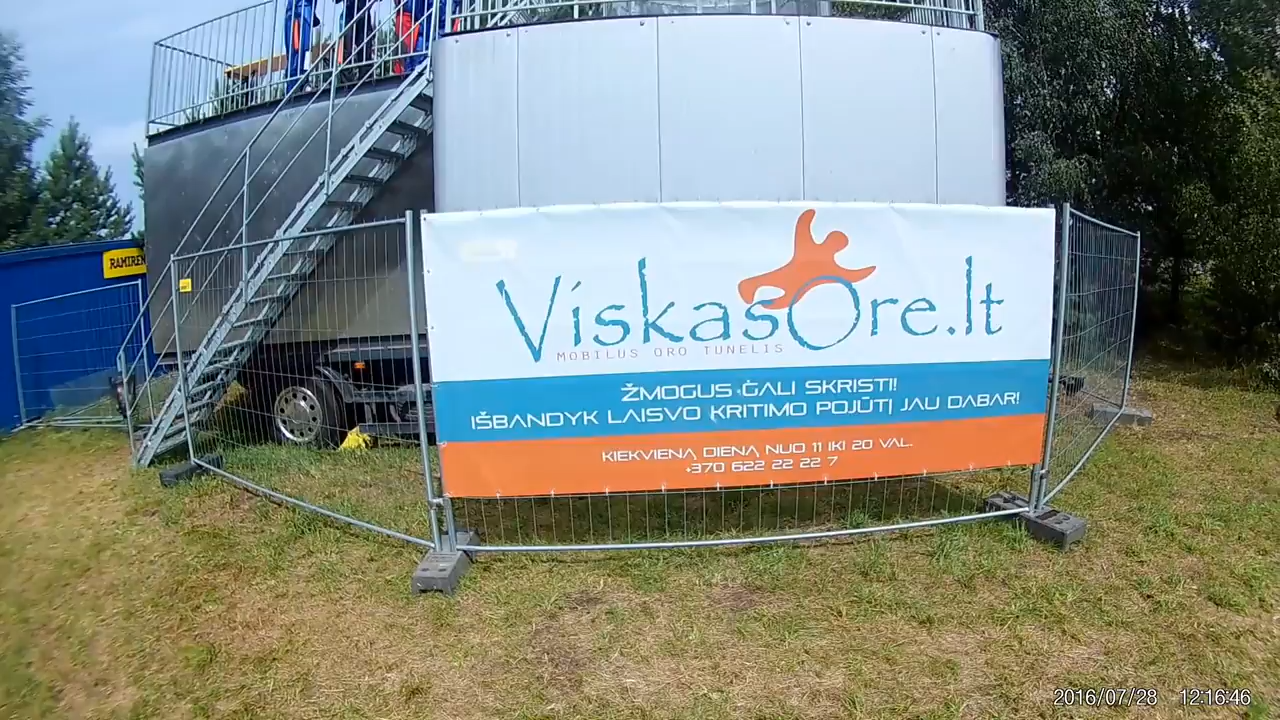 RAMIREN
ViskasOre.lt
MOBILUS ORO TUNELIS
ŽMOGUS GALI SKRISTI!
IŠBANDYK LAISVO KRITIMO POJŪTĮ JAU DABAR!
KIEKVIENĄ DIENĄ NUO 11 IKI 20 VAL.
+370 622 22 22 7
2016/07/28 12:16:46